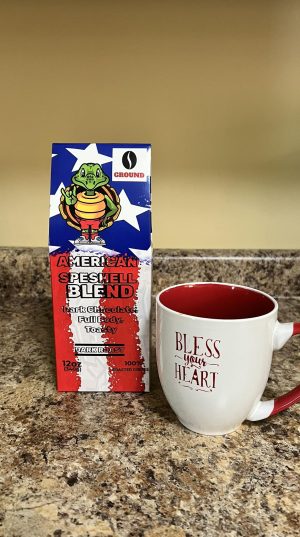 GROUND
AMERICAN
SPESHELL
BLEND
Dark Chocolate,
Full Body,
Toasty
DARK ROAST
12oz
100%
BLESS
your
HEART